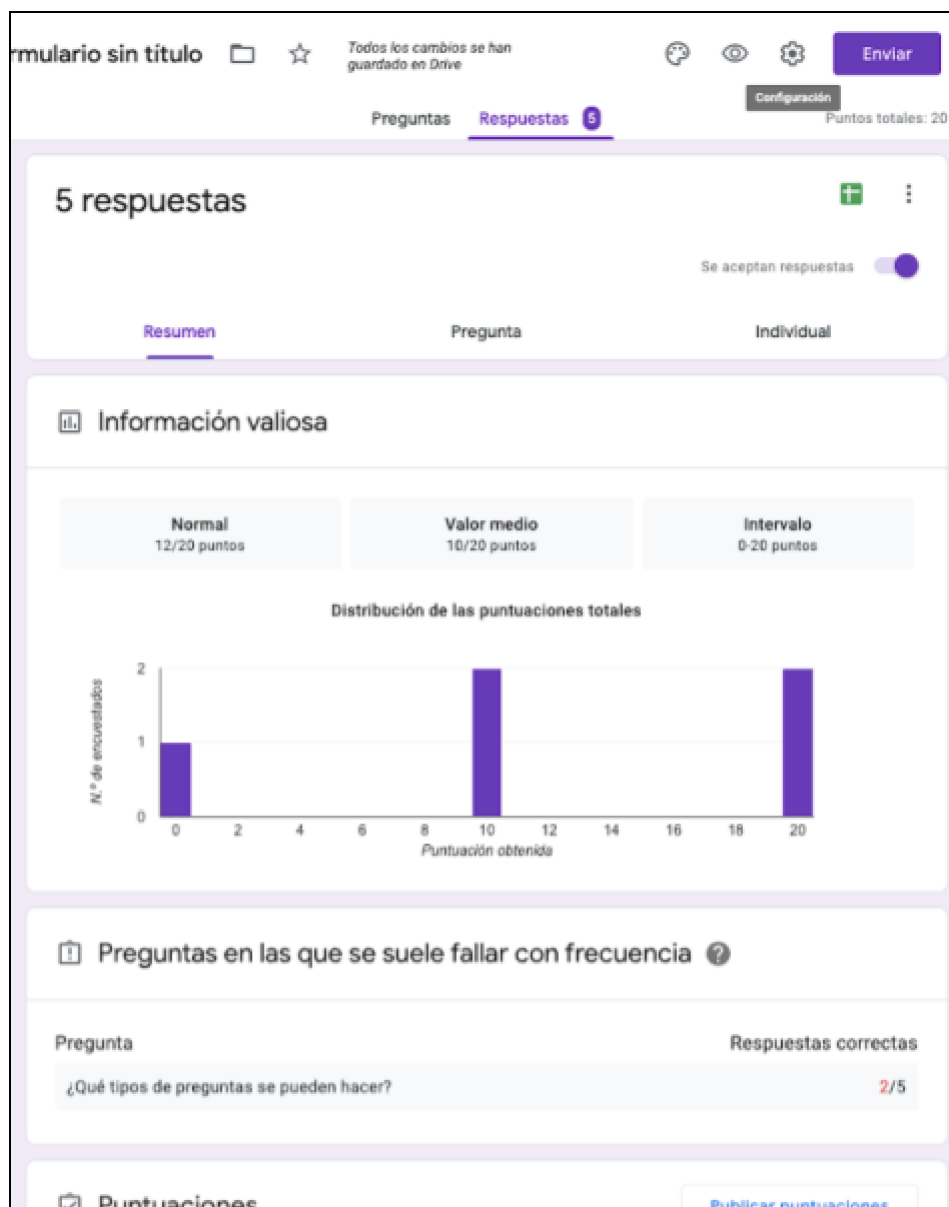 rmulario sin título
Todos los cambios se han
guardado en Drive
Enviar
Configuración
Preguntas Respuestas 5
Puntos totales: 20
5 respuestas
Se aceptan respuestas
Resumen Pregunta Individual
Información valiosa
Normal
12/20 puntos
Valor medio
10/20 puntos
Intervalo
0-20 puntos
Distribución de las puntuaciones totales
N.º de encuestados
2
1
0
0 2 4 6 8 10 12 14 16 18 20
Puntuación obtenida
Preguntas en las que se suele fallar con frecuencia ?
Pregunta Respuestas correctas
¿Qué tipos de preguntas se pueden hacer? 2/5
Puntuaciones Publicar puntuaciones